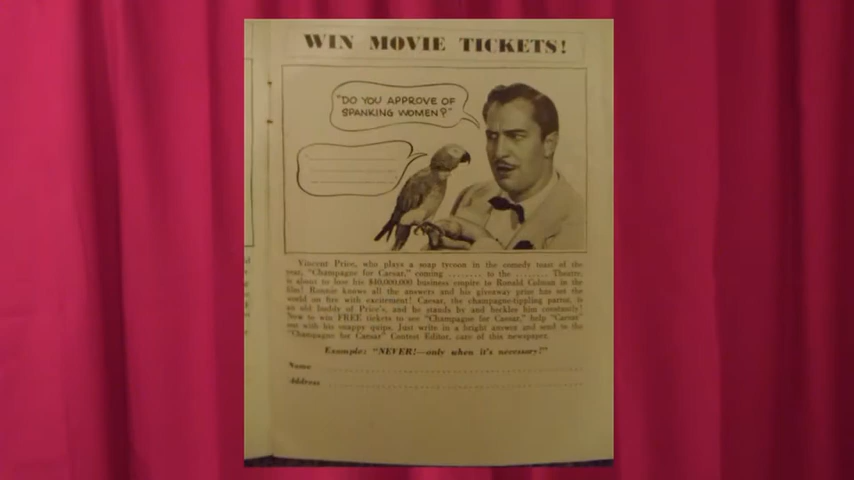 WIN MOVIE TICKETS!
"DO YOU APPROVE OF
SPANKING WOMEN?"
Vincent Price, who plays a soap tycoon in the comedy toast of the
year, "Champagne for Caesar," coming ......... to the ......... Theatre,
is about to lose his $40,000,000 business empire to Ronald Colman in the
film! Ronnie knows all the answers and his giveaway prize has set the
world on fire with excitement! Caesar, the champagne-tippling parrot, is
an old buddy of Price's, and he stands by and heckles him constantly!
Now to win FREE tickets to see "Champagne for Caesar," help "Caesar"
out with his snappy quips. Just write in a bright answer and send to the
"Champagne for Caesar" Contest Editor, care of this newspaper.
Example: "NEVER!—only when it's necessary!"
Name
Address